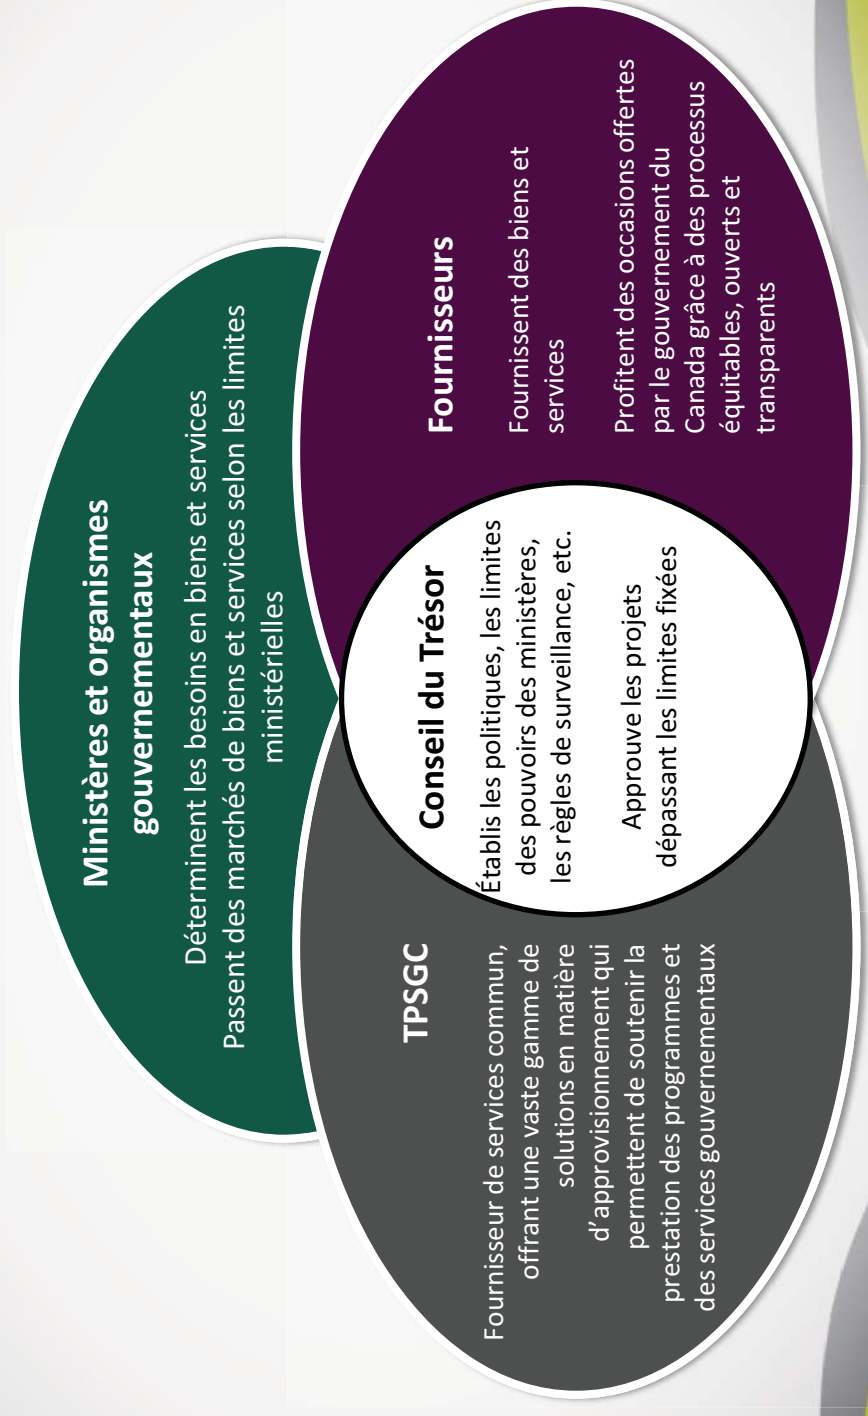 Ministères et organismes
gouvernementaux
Déterminent les besoins en biens et services
Passent des marchés de biens et services selon les limites
ministérielles
TPSGC
Fournisseur de services commun,
offrant une vaste gamme de
solutions en matière
d’approvisionnement qui
permettent de soutenir la
prestation des programmes et
des services gouvernementaux
Conseil du Trésor
Établis les politiques, les limites
des pouvoirs des ministères,
les règles de surveillance, etc.
Approuve les projets
dépassant les limites fixées
Fournisseurs
Fournissent des biens et
services
Profitent des occasions offertes
par le gouvernement du
Canada grâce à des processus
équitables, ouverts et
transparents